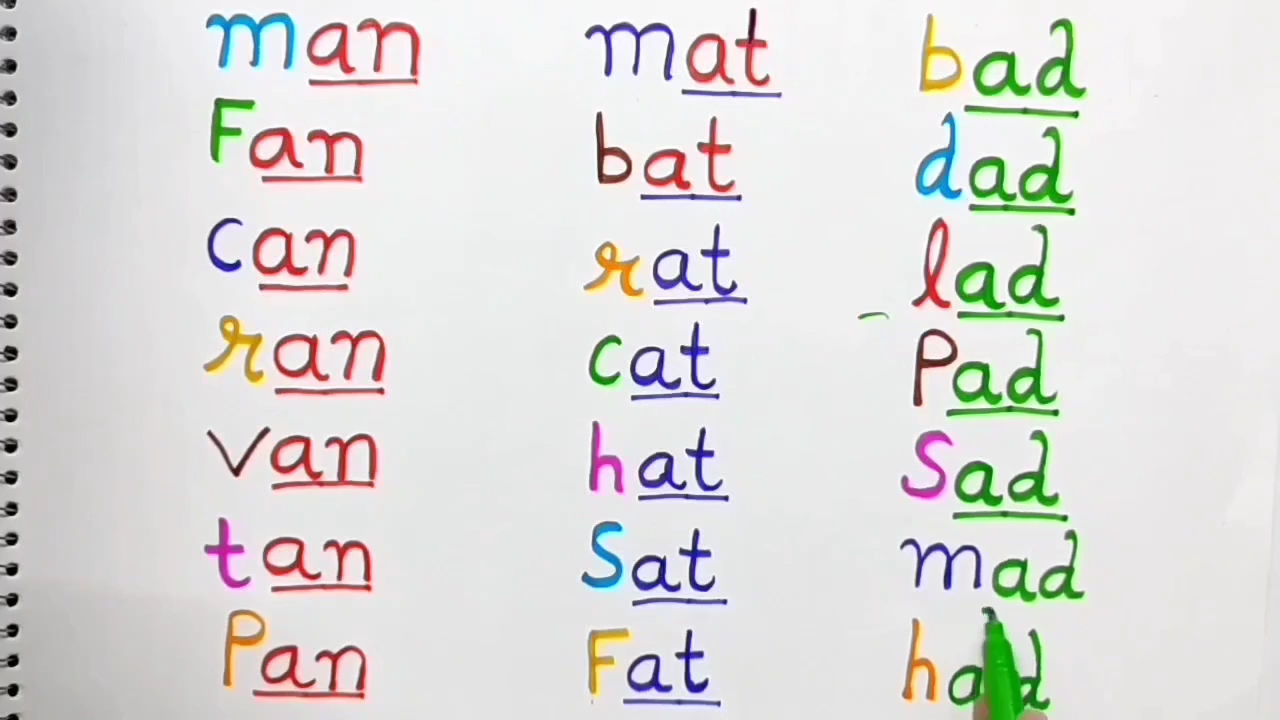 man mat bad
Fan bat dad
can rat lad
ran cat Pad
van hat Sad
tan Sat mad
Pan Fat had